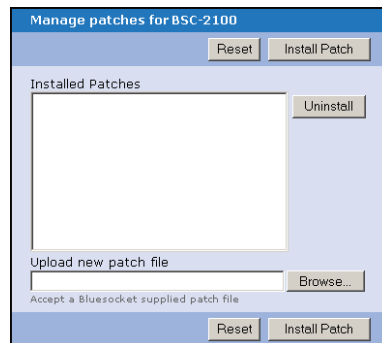 Manage patches for BSC-2100
Reset Install Patch
Installed Patches
Uninstall
Upload new patch file
Browse...
Accept a Bluesocket supplied patch file
Reset Install Patch